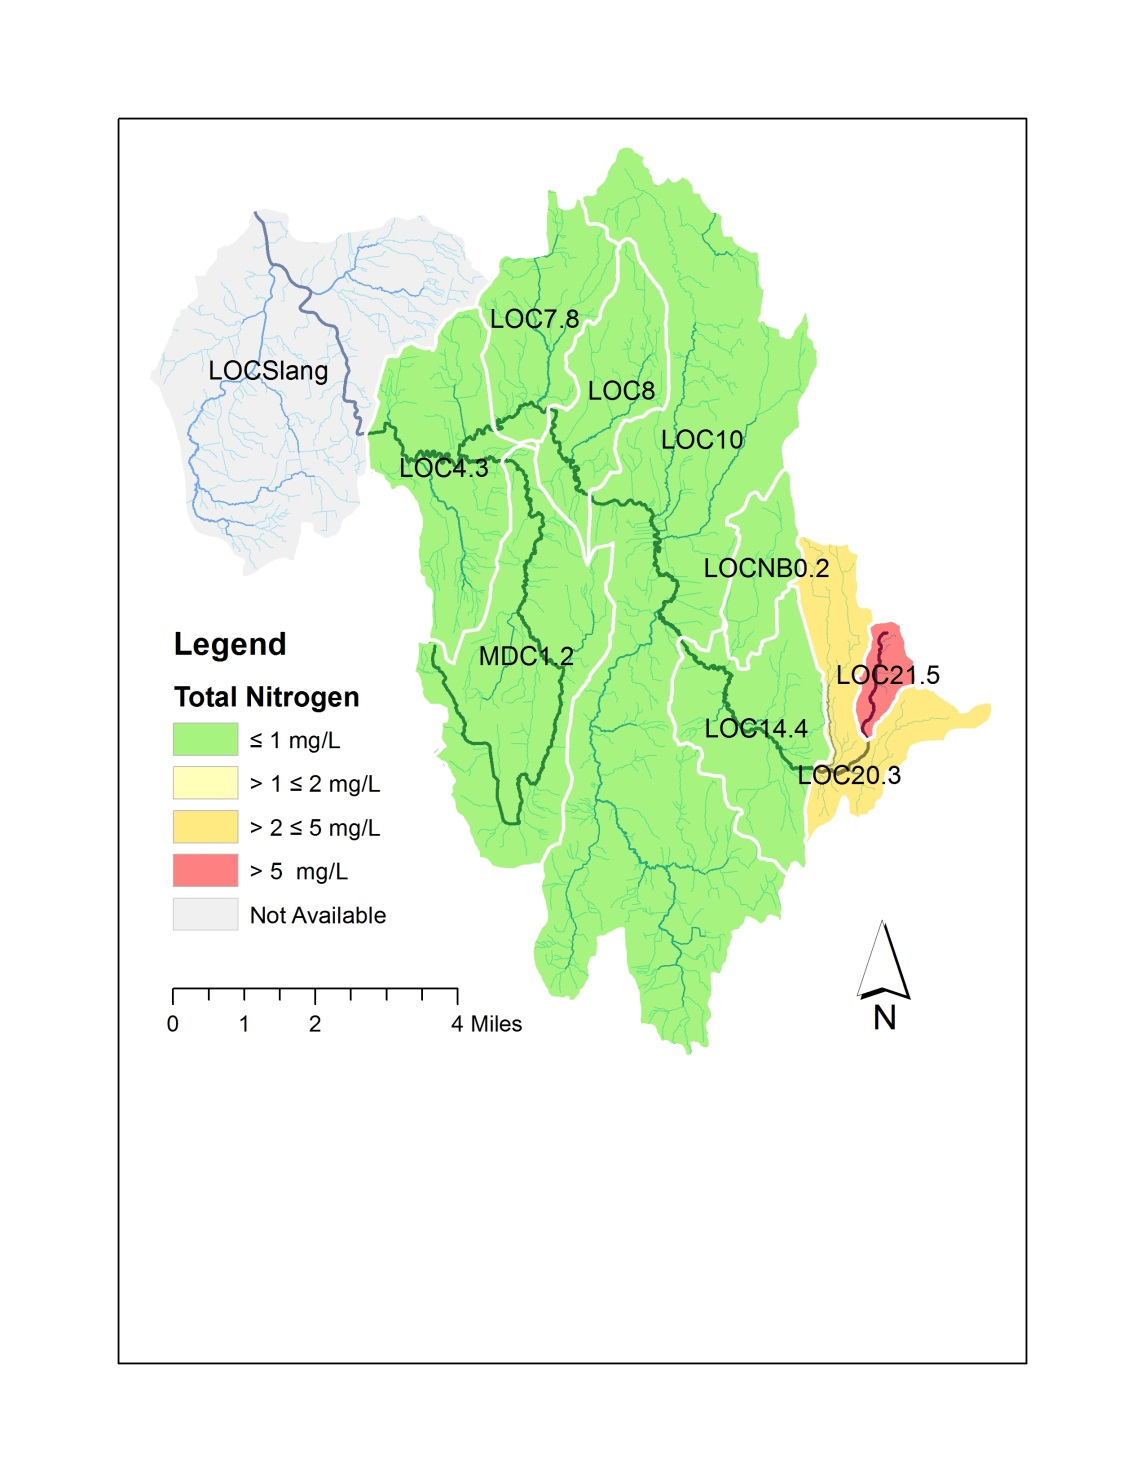 LOC7.8
LOCSlang
LOC8
LOC10
LOC4.3
LOCNB0.2
MDC1.2
LOC21.5
LOC14.4
LOC20.3
Legend
Total Nitrogen
≤ 1 mg/L
> 1 ≤ 2 mg/L
> 2 ≤ 5 mg/L
> 5 mg/L
Not Available
0 1 2 4 Miles
N